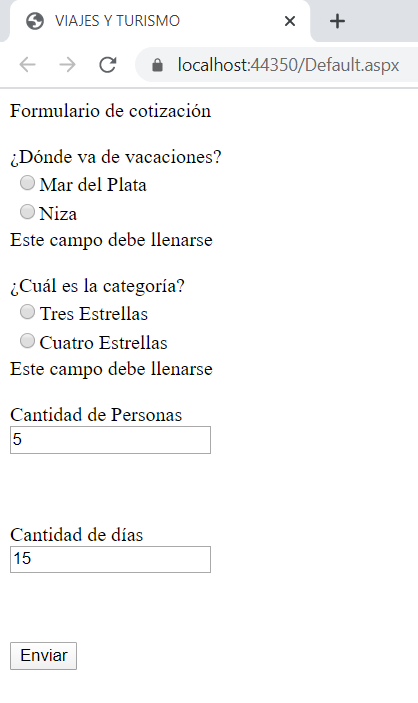 VIAJES Y TURISMO
localhost:44350/Default.aspx
Formulario de cotización
¿Dónde va de vacaciones?
Mar del Plata
Niza
Este campo debe llenarse
¿Cuál es la categoría?
Tres Estrellas
Cuatro Estrellas
Este campo debe llenarse
Cantidad de Personas
5
Cantidad de días
15
Enviar